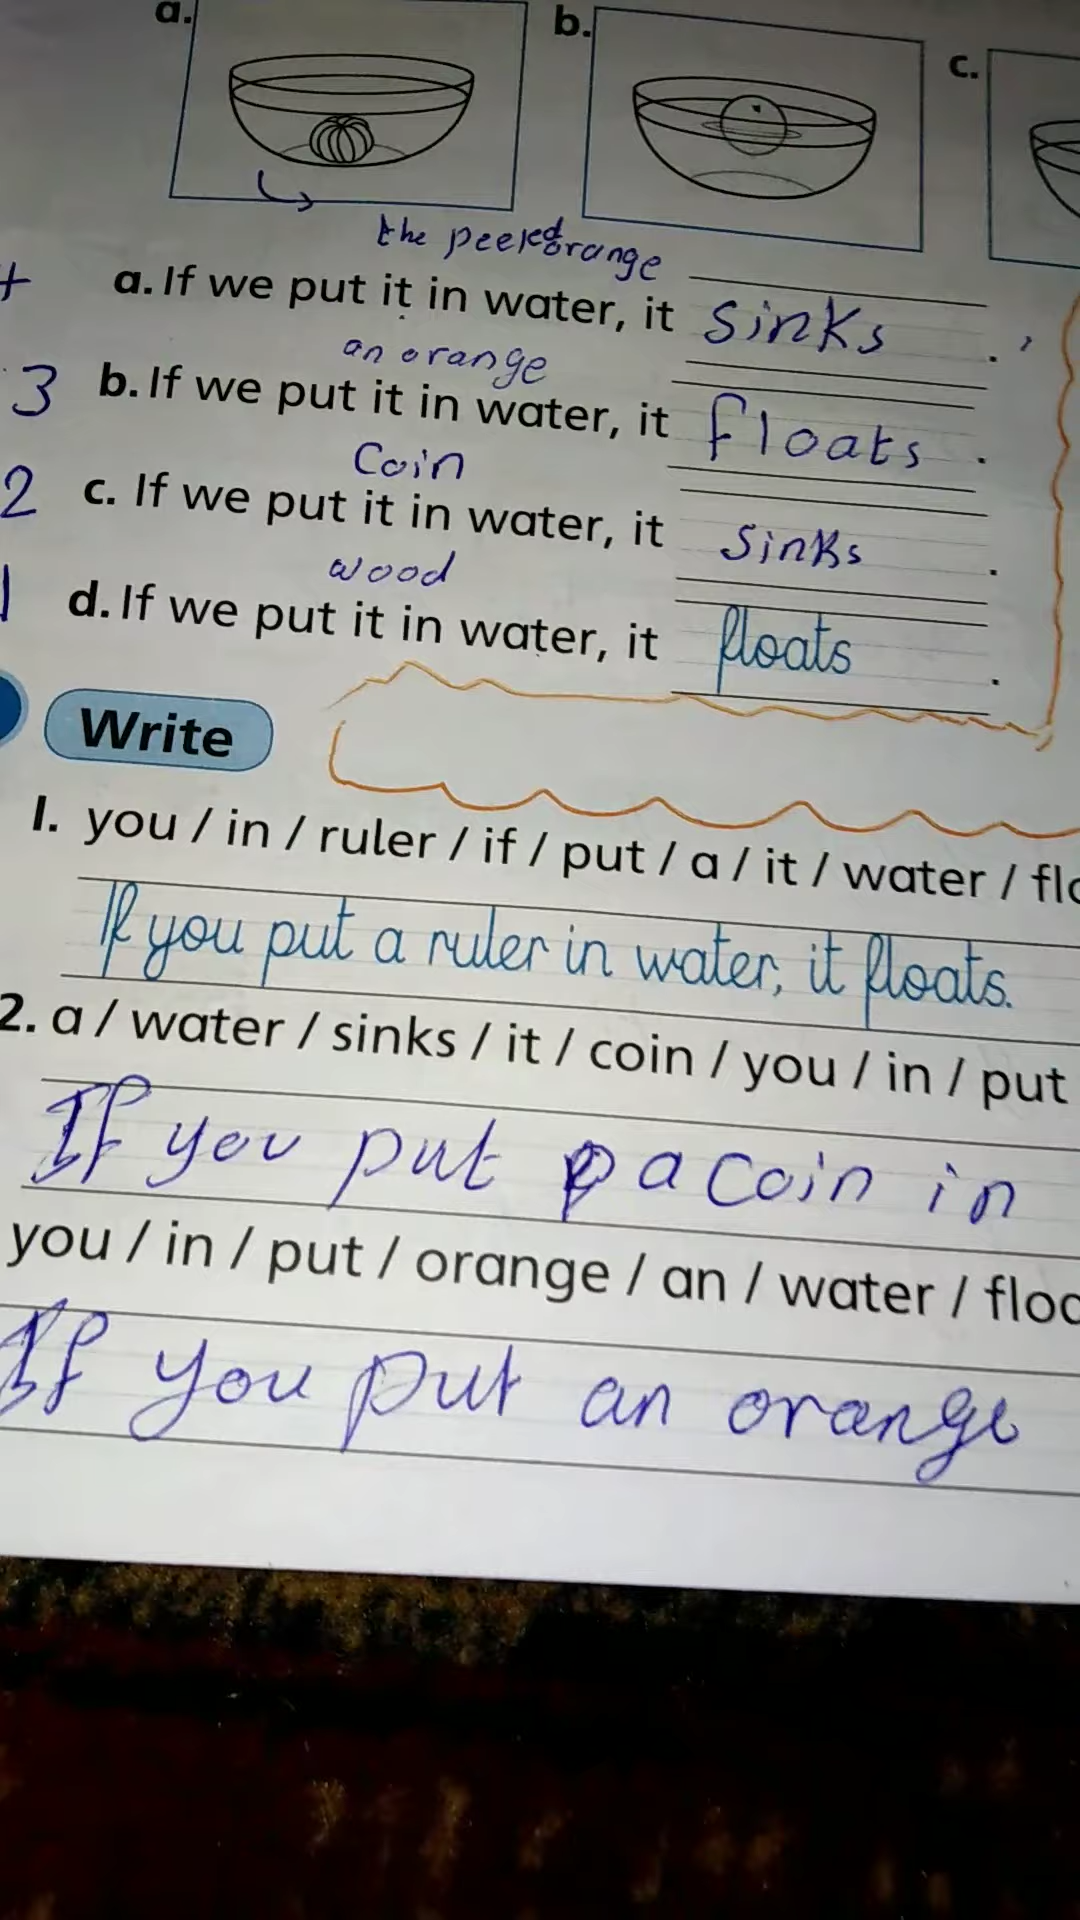 a.
b.
c.
the peeled orange
a. If we put it in water, it sinks.
an orange
3 b. If we put it in water, it floats.
Coin
2 c. If we put it in water, it sinks.
wood
1 d. If we put it in water, it floats.
Write
1. you / in / ruler / if / put / a / it / water /
If you put a ruler in water, it floats.
2. a / water / sinks / it / coin / you / in / put
If you put a coin in
you / in / put / orange / an / water /
If you put an orange